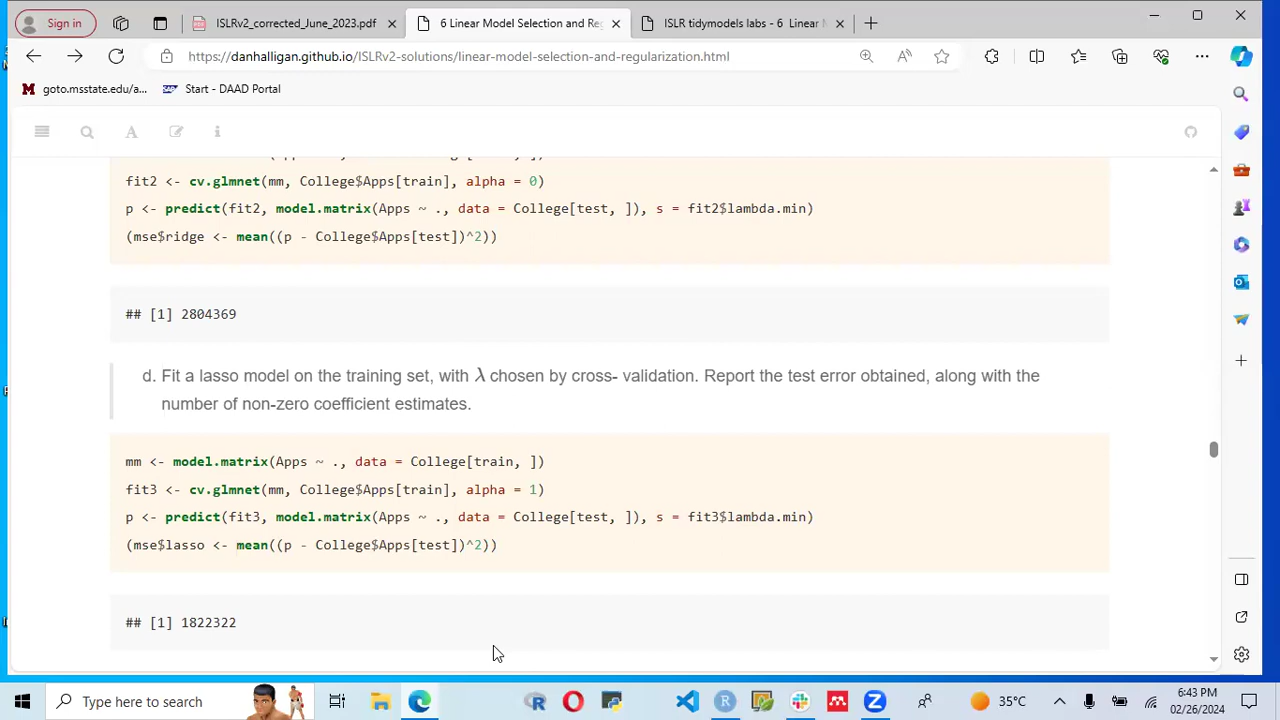 Sign in
ISLRv2_corrected_June_2023.pdf
6 Linear Model Selection and Re
ISLR tidymodels labs - 6 Linear M
https://danhalligan.github.io/ISLRv2-solutions/linear-model-selection-and-regularization.html
goto.msstate.edu/a...
Start - DAAD Portal
fit2 <- cv.glmnet(mm, College$Apps[train], alpha = 0)
p <- predict(fit2, model.matrix(Apps ~ ., data = College[test, ]), s = fit2$lambda.min)
(mse$ridge <- mean((p - College$Apps[test])^2))
## [1] 2804369
d. Fit a lasso model on the training set, with λ chosen by cross- validation. Report the test error obtained, along with the
number of non-zero coefficient estimates.
mm <- model.matrix(Apps ~ ., data = College[train, ])
fit3 <- cv.glmnet(mm, College$Apps[train], alpha = 1)
p <- predict(fit3, model.matrix(Apps ~ ., data = College[test, ]), s = fit3$lambda.min)
(mse$lasso <- mean((p - College$Apps[test])^2))
## [1] 1822322
Type here to search
35°C
6:43 PM
02/26/2024